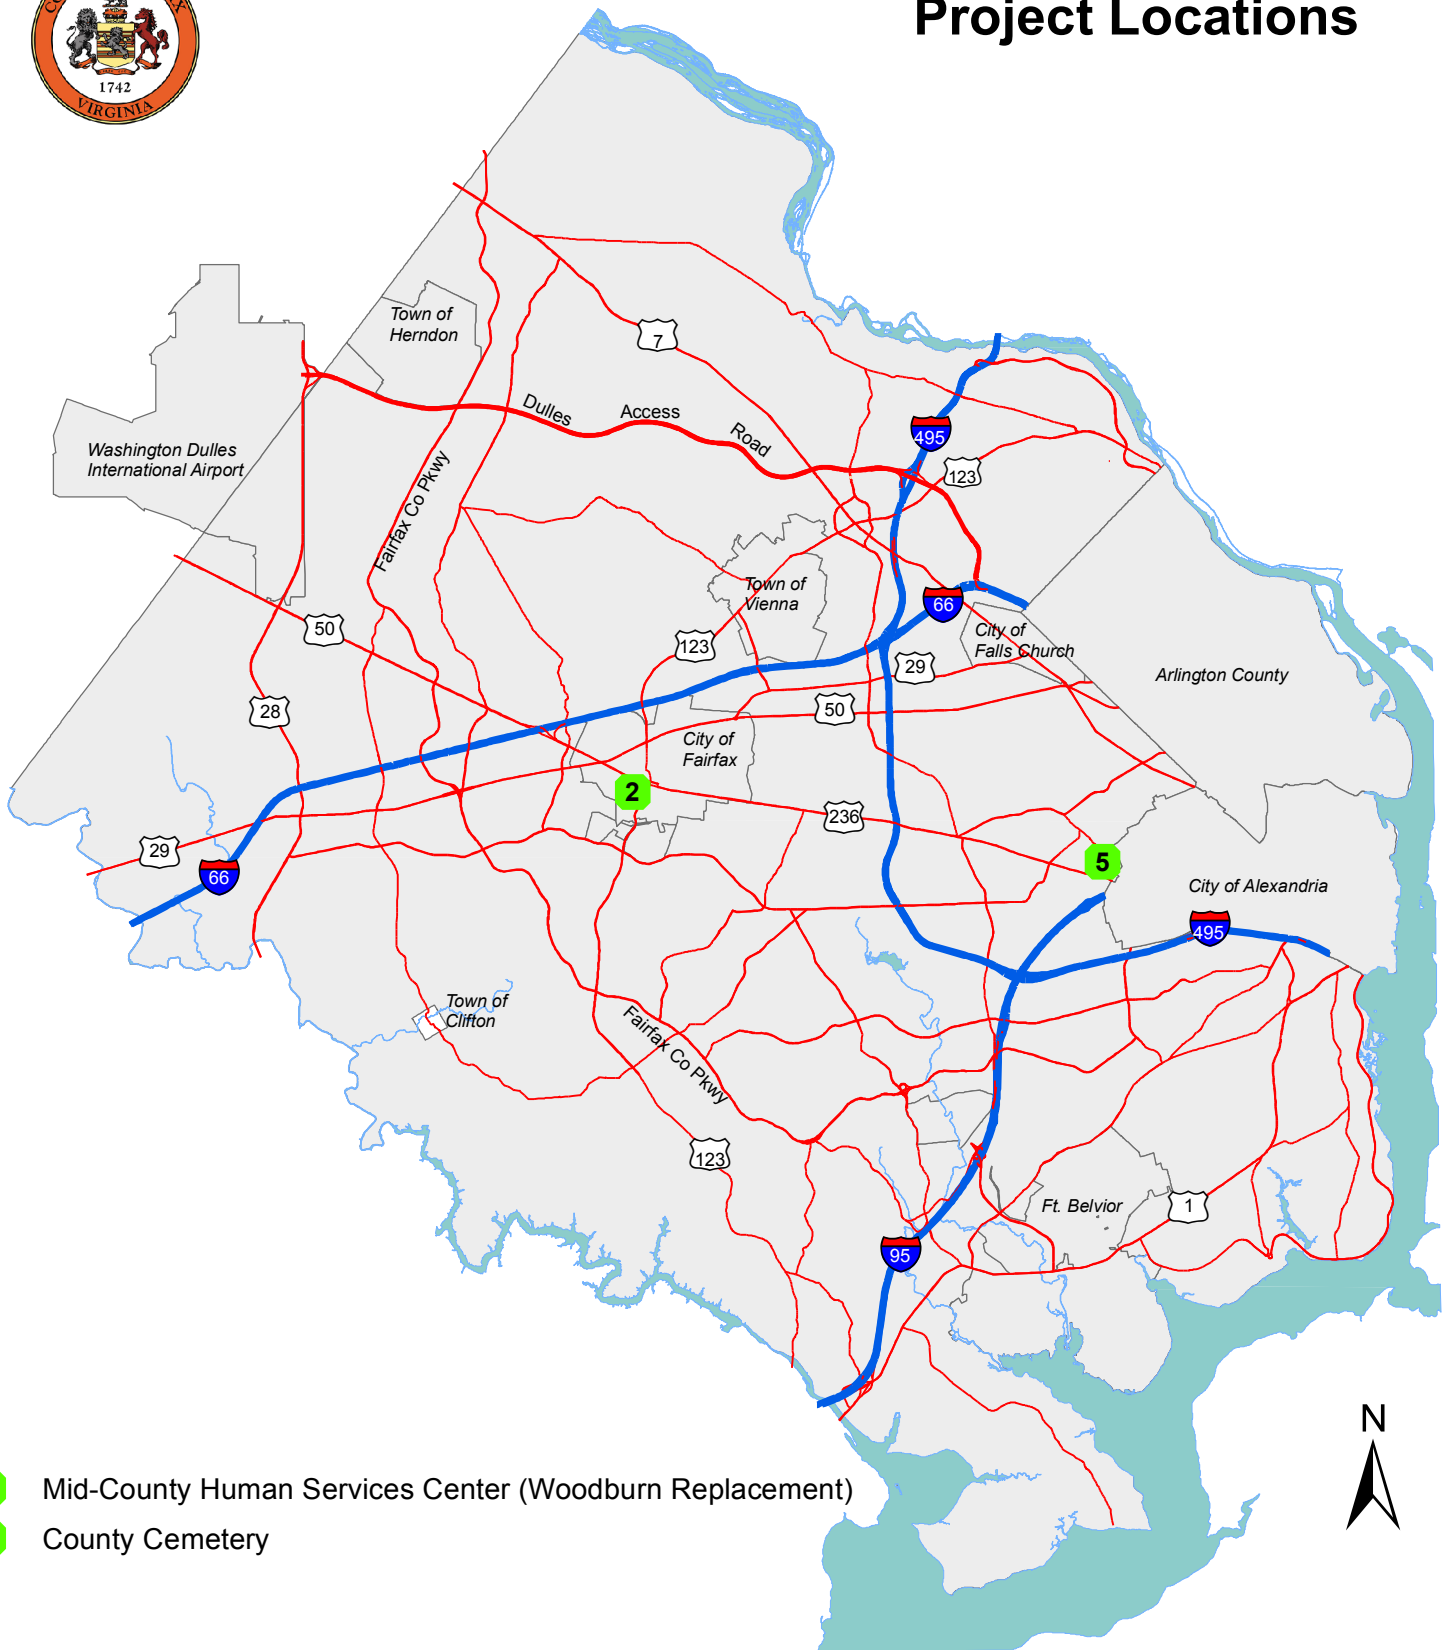 Project Locations
1742
VIRGINIA
Town of
Herndon
7
Dulles Access Road
495
123
Washington Dulles
International Airport
Fairfax Co Pkwy
Town of
Vienna
66
50
123
City of
Falls Church
29
Arlington County
28
50
City of
Fairfax
2
236
29
66
5
City of Alexandria
495
Town of
Clifton
Fairfax Co Pkwy
123
Ft. Belvior
1
95
N
Mid-County Human Services Center (Woodburn Replacement)
County Cemetery